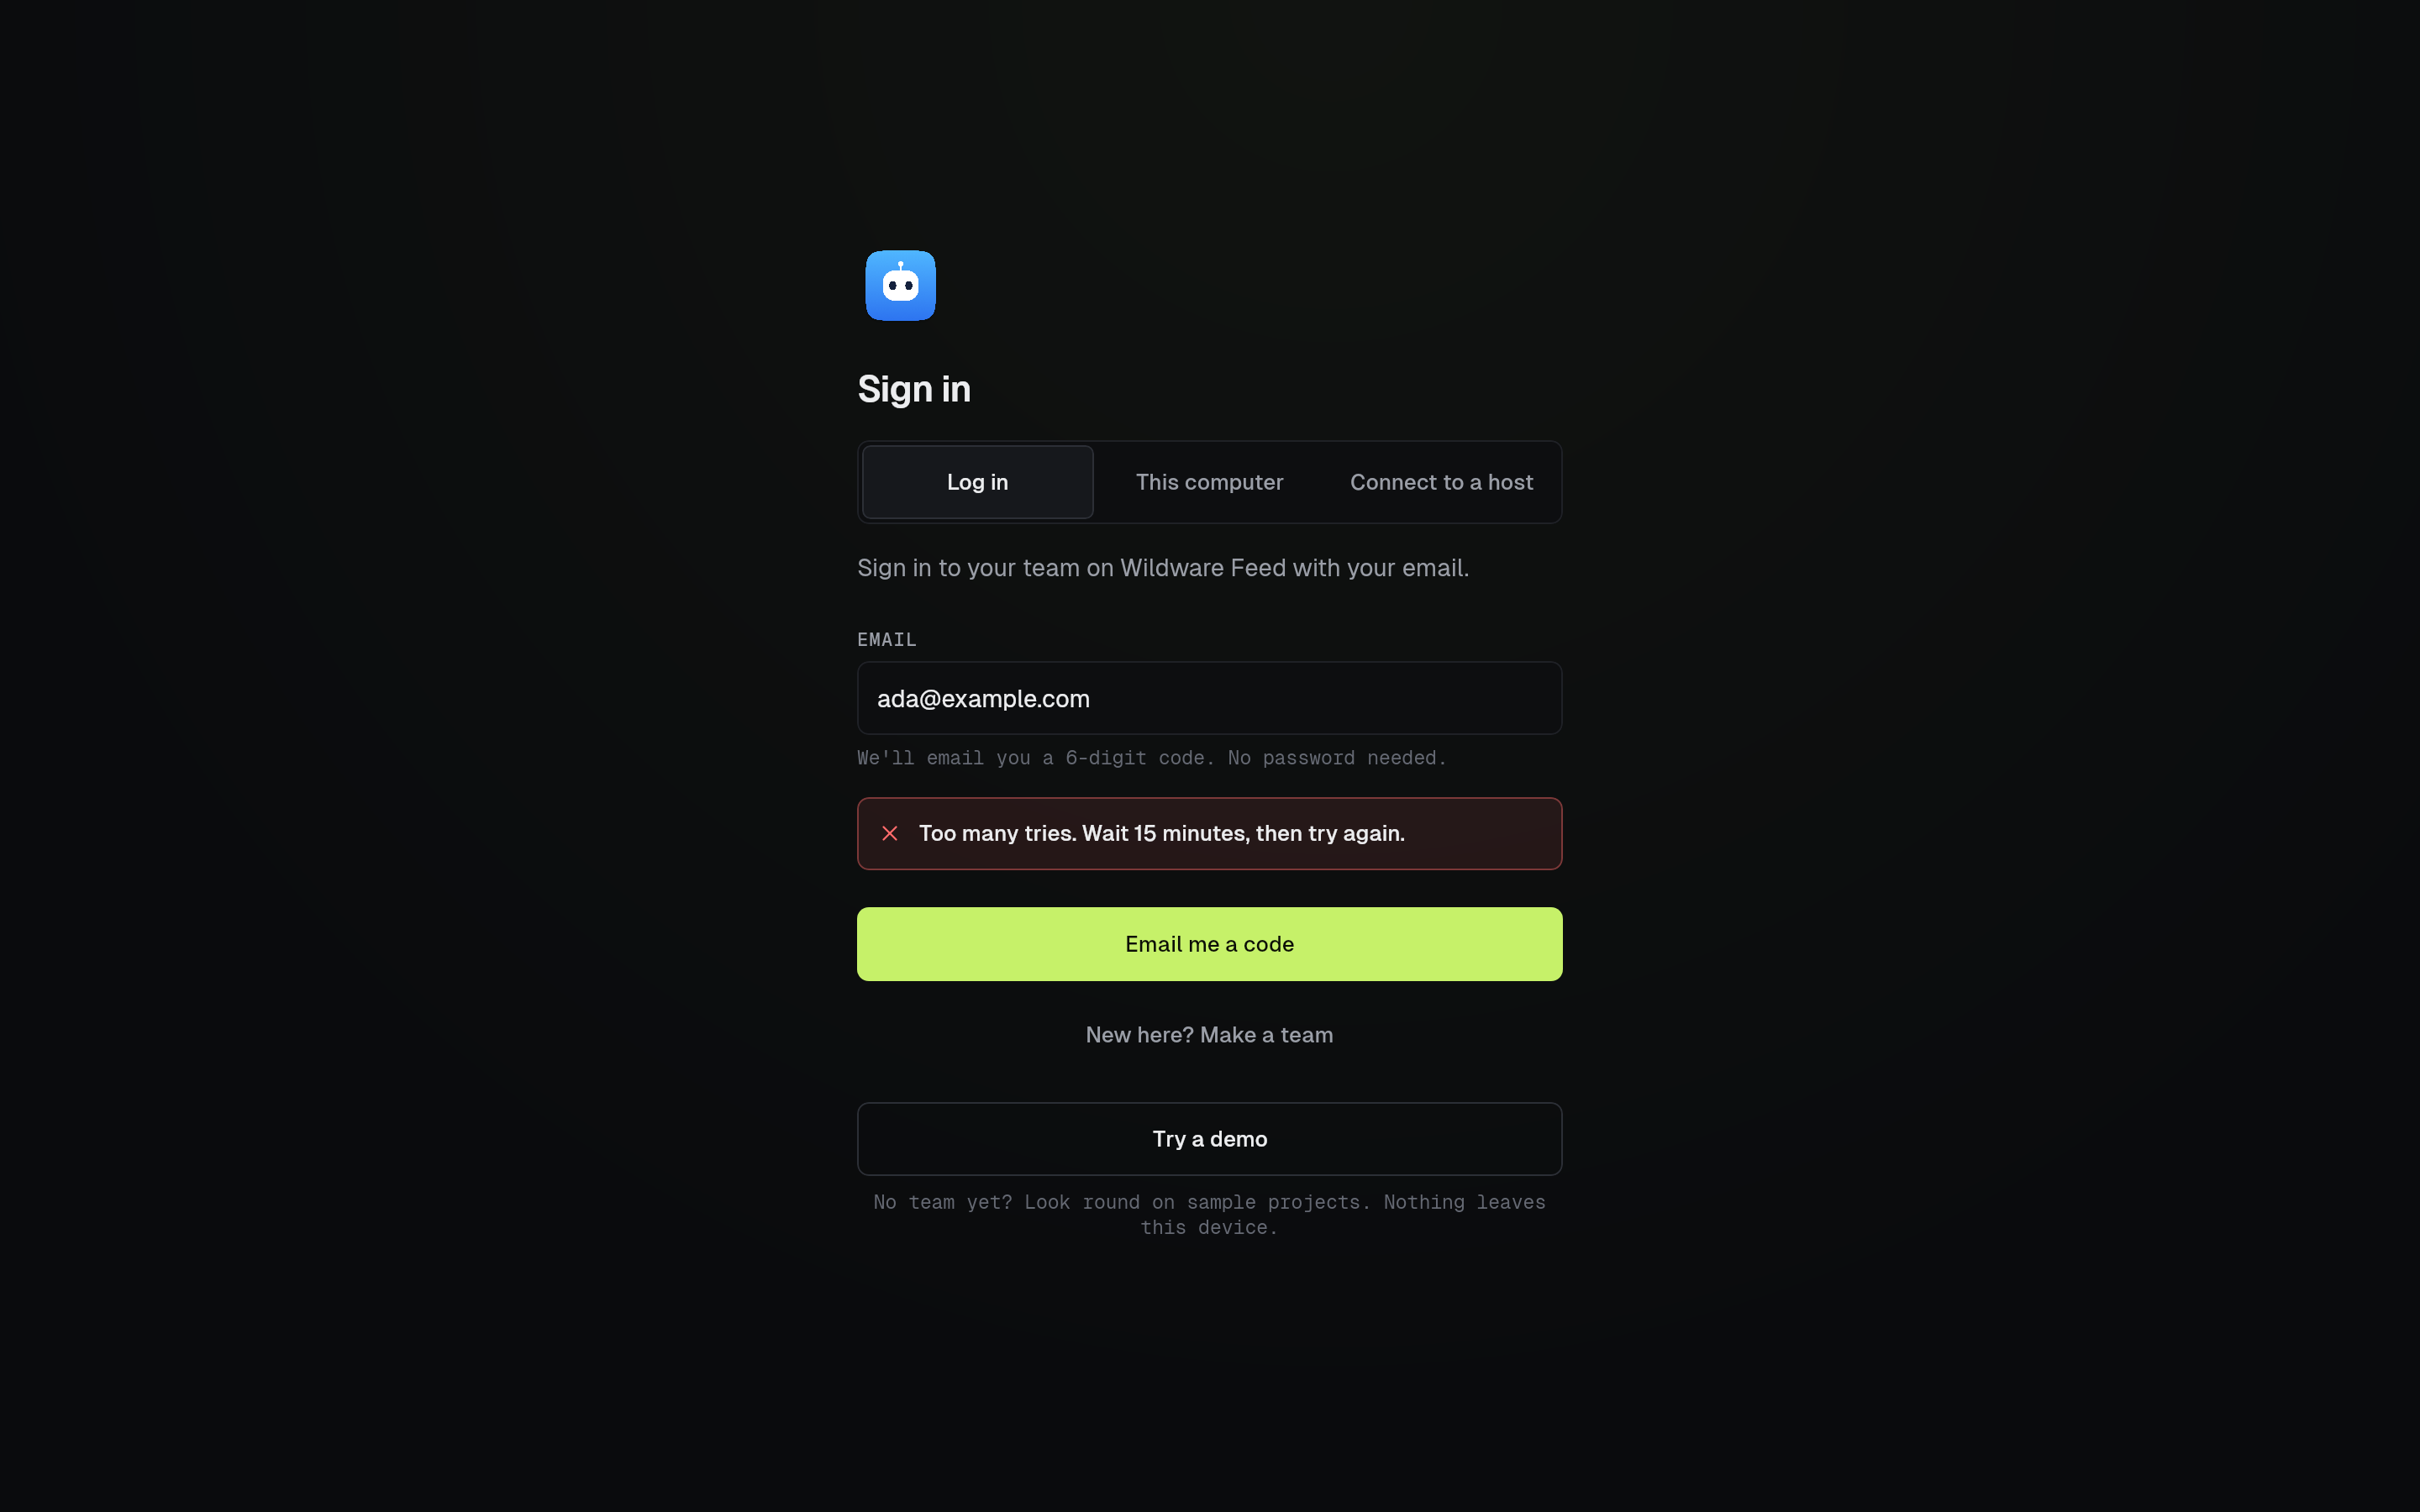 Sign in
Log in
This computer
Connect to a host
Sign in to your team on Wildware Feed with your email.
EMAIL
ada@example.com
We'll email you a 6-digit code. No password needed.
Too many tries. Wait 15 minutes, then try again.
Email me a code
New here? Make a team
Try a demo
No team yet? Look round on sample projects. Nothing leaves
this device.